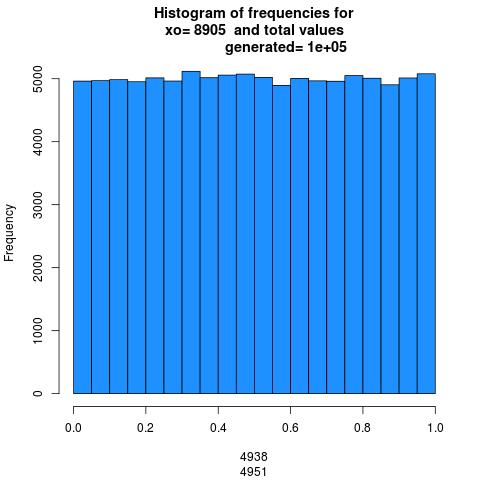 Histogram of frequencies for
xo= 8905 and total values
generated= 1e+05
Frequency
5000
4000
3000
2000
1000
0
0.0 0.2 0.4 0.6 0.8 1.0
4938
4951